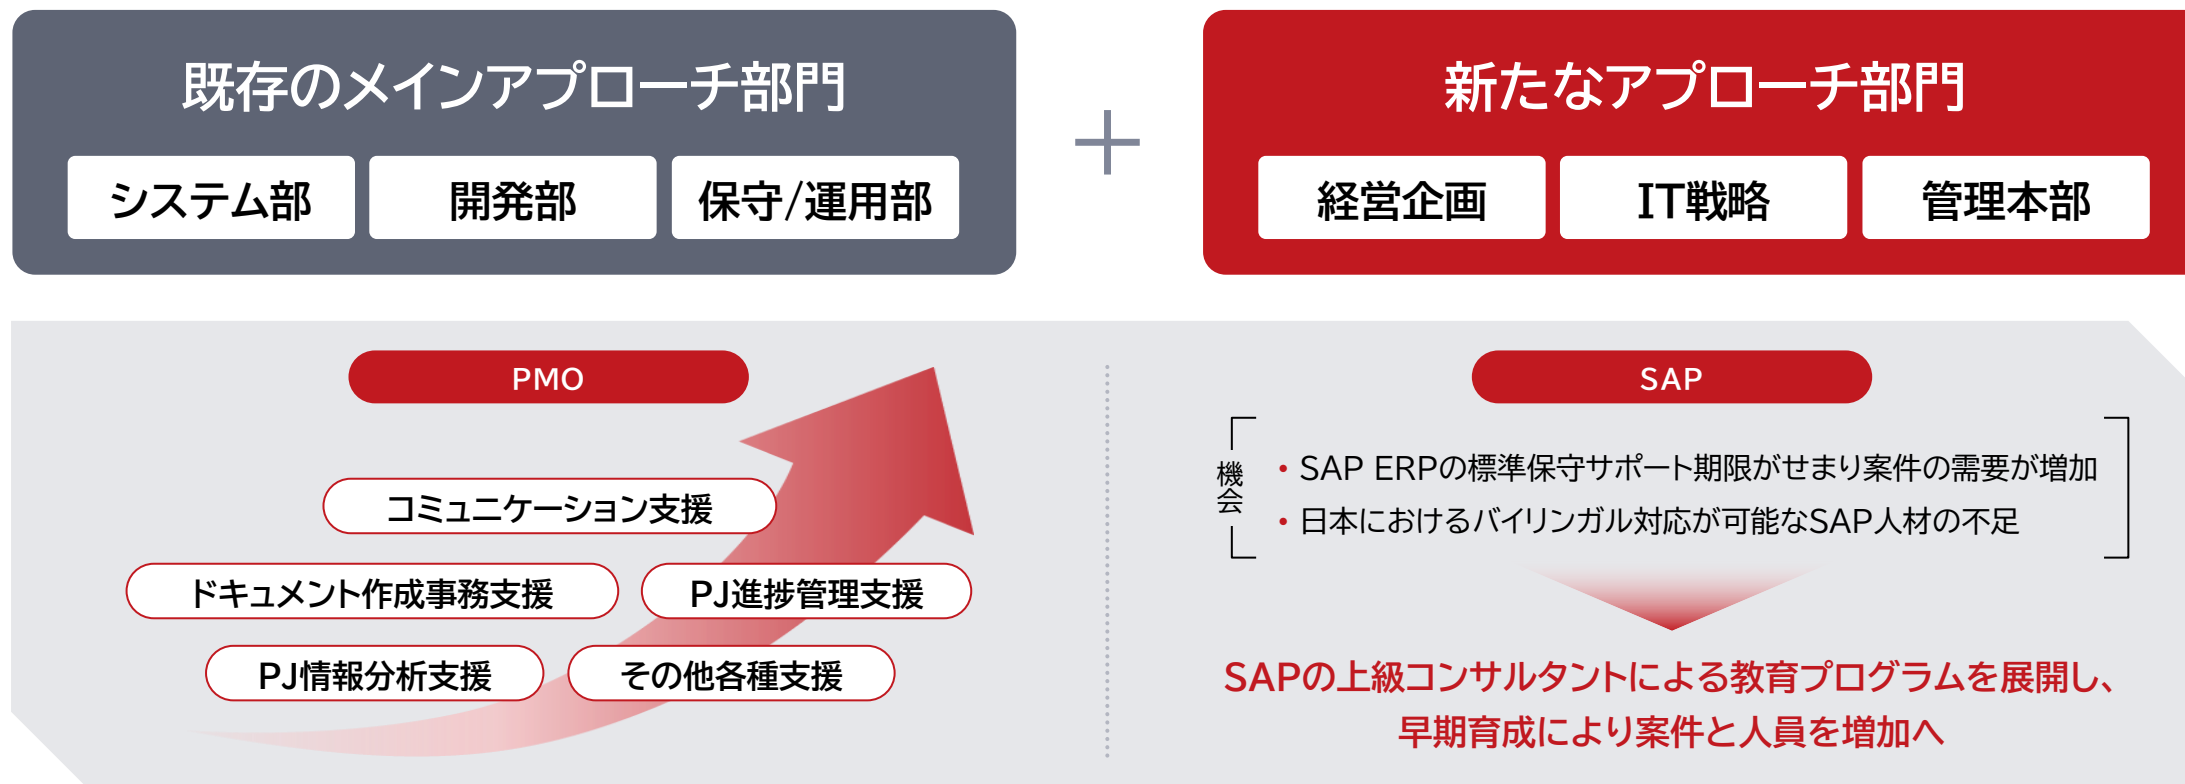 既存のメインアプローチ部門
システム部
開発部
保守/運用部
+
新たなアプローチ部門
経営企画
IT戦略
管理本部
PMO
コミュニケーション支援
ドキュメント作成事務支援
PJ進捗管理支援
PJ情報分析支援
その他各種支援
SAP
機会
・SAP ERPの標準保守サポート期限がせまり案件の需要が増加
・日本におけるバイリンガル対応が可能なSAP人材の不足
SAPの上級コンサルタントによる教育プログラムを展開し、
早期育成により案件と人員を増加へ